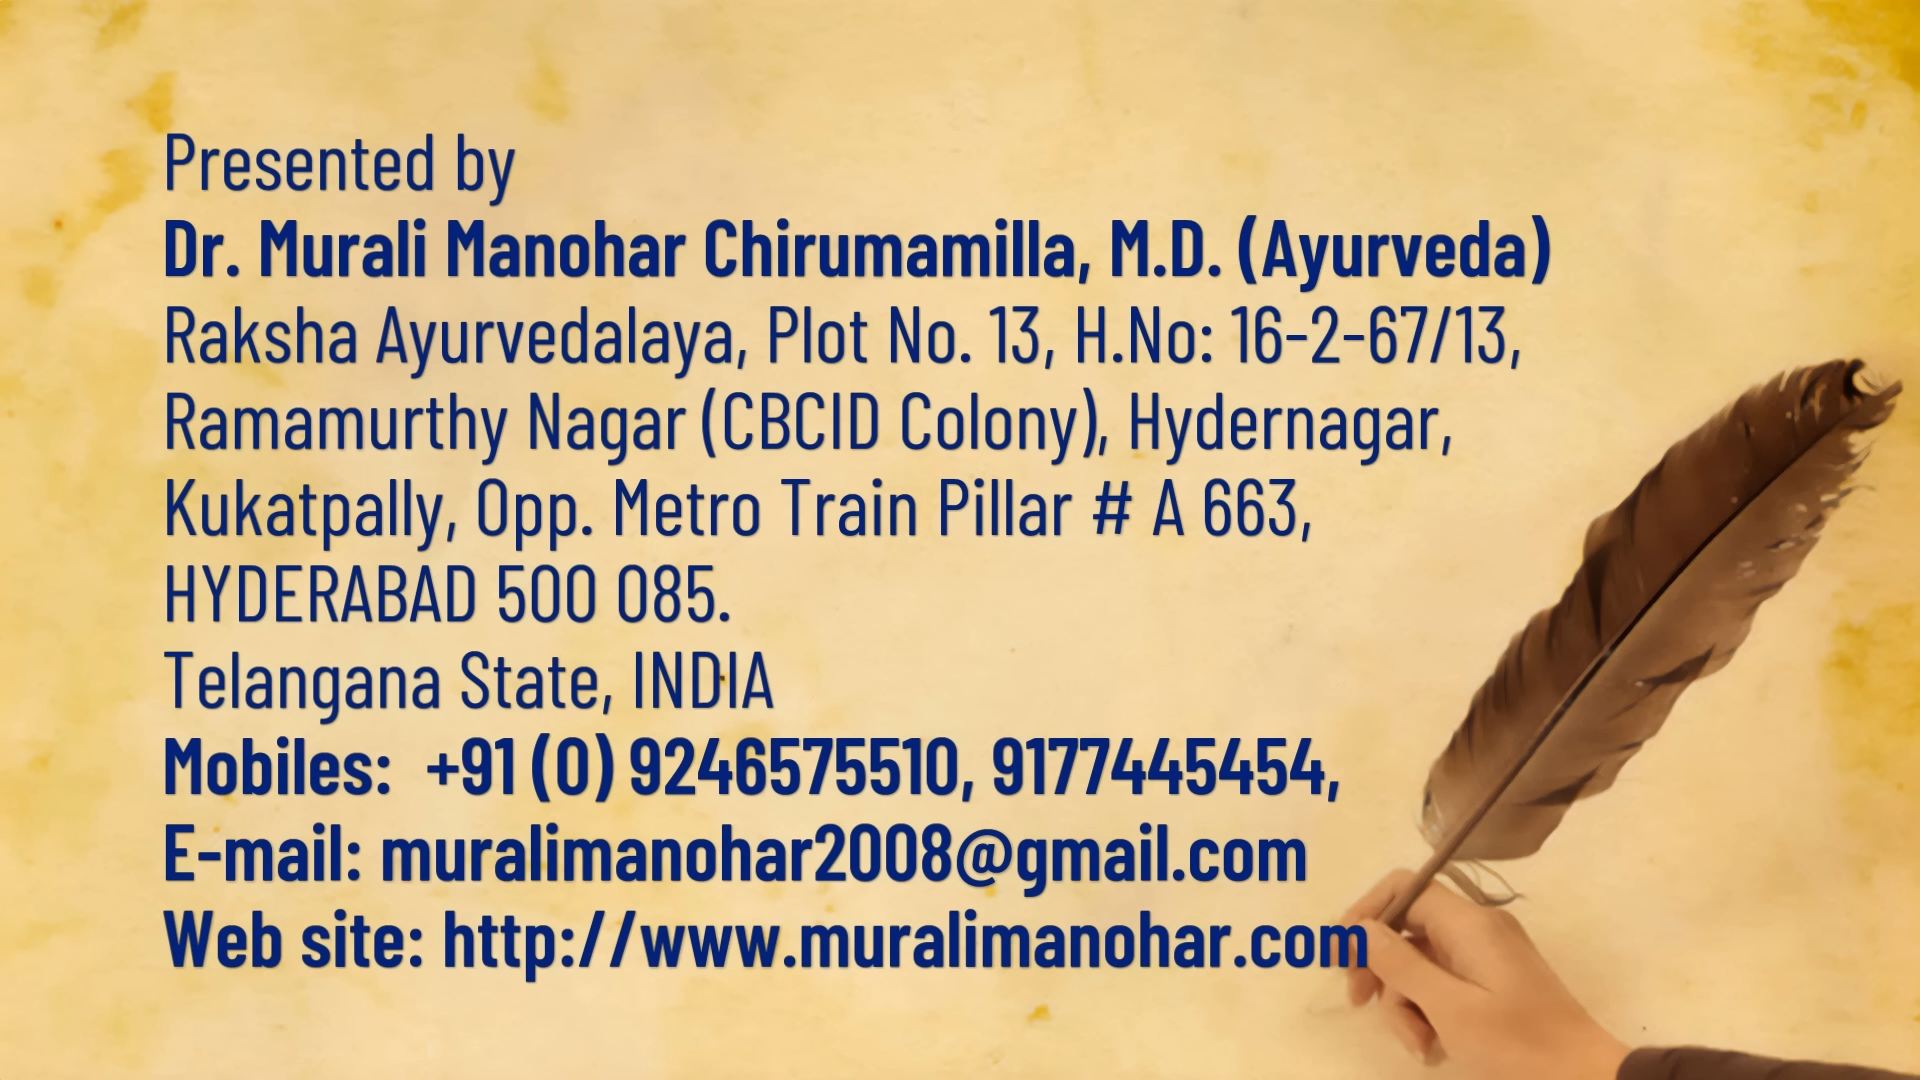 Presented by
Dr. Murali Manohar Chirumamilla, M.D. (Ayurveda)
Raksha Ayurvedalaya, Plot No. 13, H.No: 16-2-67/13,
Ramamurthy Nagar (CBCID Colony), Hydernagar,
Kukatpally, Opp. Metro Train Pillar # A 663,
HYDERABAD 500 085.
Telangana State, INDIA
Mobiles:  +91 (0) 9246575510, 9177445454,
E-mail: muralimanohar2008@gmail.com
Web site: http://www.muralimanohar.com